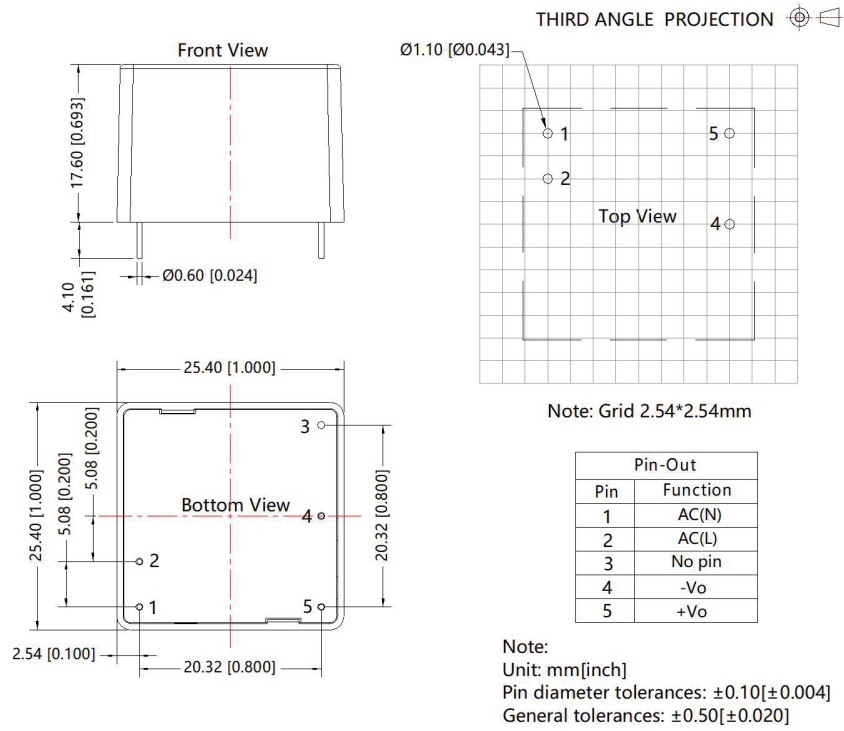 THIRD ANGLE PROJECTION
Front View
Ø1.10 [Ø0.043]
17.60 [0.693]
4.10
[0.161]
Ø0.60 [0.024]
1
5
2
Top View
4
Note: Grid 2.54*2.54mm
25.40 [1.000]
25.40 [1.000]
5.08 [0.200]
5.08 [0.200]
3
Bottom View
4
2
1
5
20.32 [0.800]
2.54 [0.100]
20.32 [0.800]
Pin-Out
Pin Function
1 AC(N)
2 AC(L)
3 No pin
4 -Vo
5 +Vo
Note:
Unit: mm[inch]
Pin diameter tolerances: ±0.10[±0.004]
General tolerances: ±0.50[±0.020]